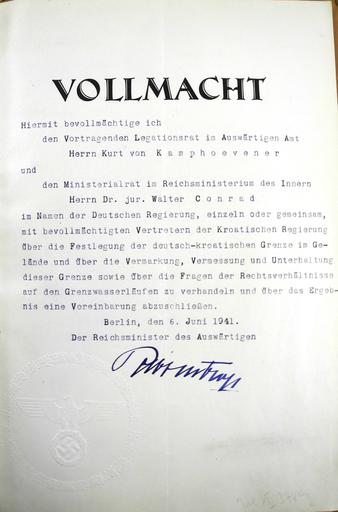 VOLLMACHT
Hiermit bevollmächtige ich
den Vortragenden Legationsrat im Auswärtigen Amt
Herrn Kurt von Kamphoevener
und
den Ministerialrat im Reichsministerium des Innern
Herrn Dr. jur. Walter Conrad
im Namen der Deutschen Regierung, einzeln oder gemeinsam,
mit bevollmächtigten Vertretern der Kroatischen Regierung
über die Festlegung der deutsch-kroatischen Grenze im Ge-
lände und über die Vermarkung, Vermessung und Unterhaltung
dieser Grenze sowie über die Fragen der Rechtsverhältnisse
auf den Grenzwasserläufen zu verhandeln und über das Ergeb-
nis eine Vereinbarung abzuschließen.
Berlin, den 6. Juni 1941.
Der Reichsminister des Auswärtigen
Ribbentrop